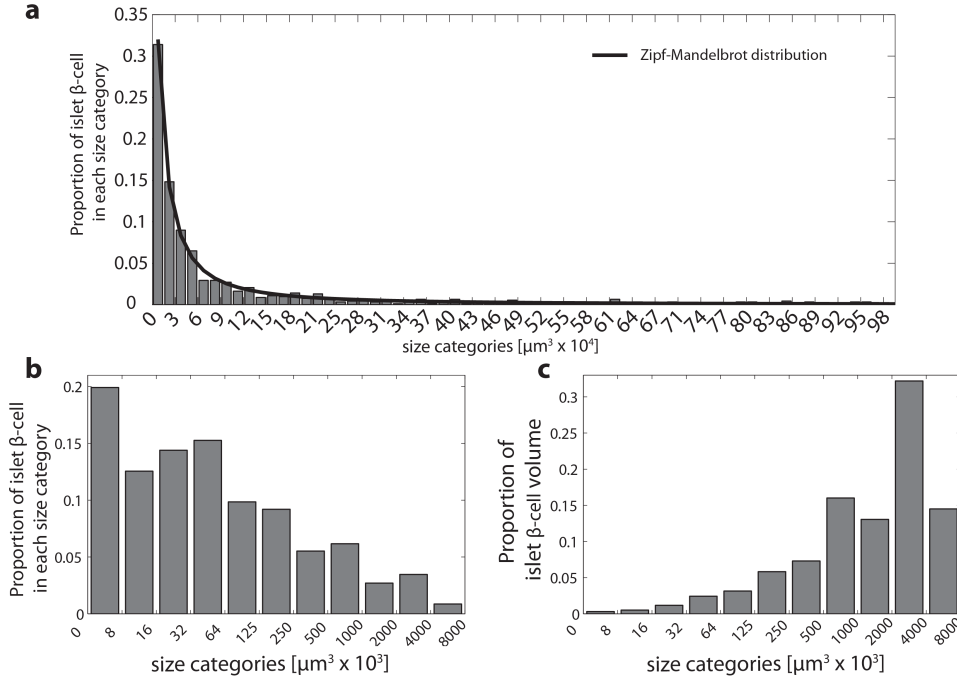 a
0.35
0.3
0.25
0.2
0.15
0.1
0.05
0
Proportion of islet β-cell
in each size category
Zipf-Mandelbrot distribution
0 3 6 9 12 15 18 21 25 28 31 34 37 40 43 46 49 52 55 58 61 64 67 71 74 77 80 83 86 89 92 95 98
size categories [µm³ x 10⁴]
b
0.2
0.15
0.1
0.05
0
Proportion of islet β-cell
in each size category
0 8 16 32 64 125 250 500 1000 2000 4000 8000
size categories [µm³ x 10³]
c
0.3
0.25
0.2
0.15
0.1
0.05
0
Proportion of
islet β-cell volume
0 8 16 32 64 125 250 500 1000 2000 4000 8000
size categories [µm³ x 10³]